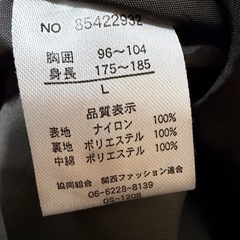 NO 85422932
胸囲 96～104
身長 175～185
L
品質表示
表地 ナイロン 100%
裏地 ポリエステル 100%
中綿 ポリエステル 100%
協同組合 関西ファッション連合
06-6228-8139
OS-1208